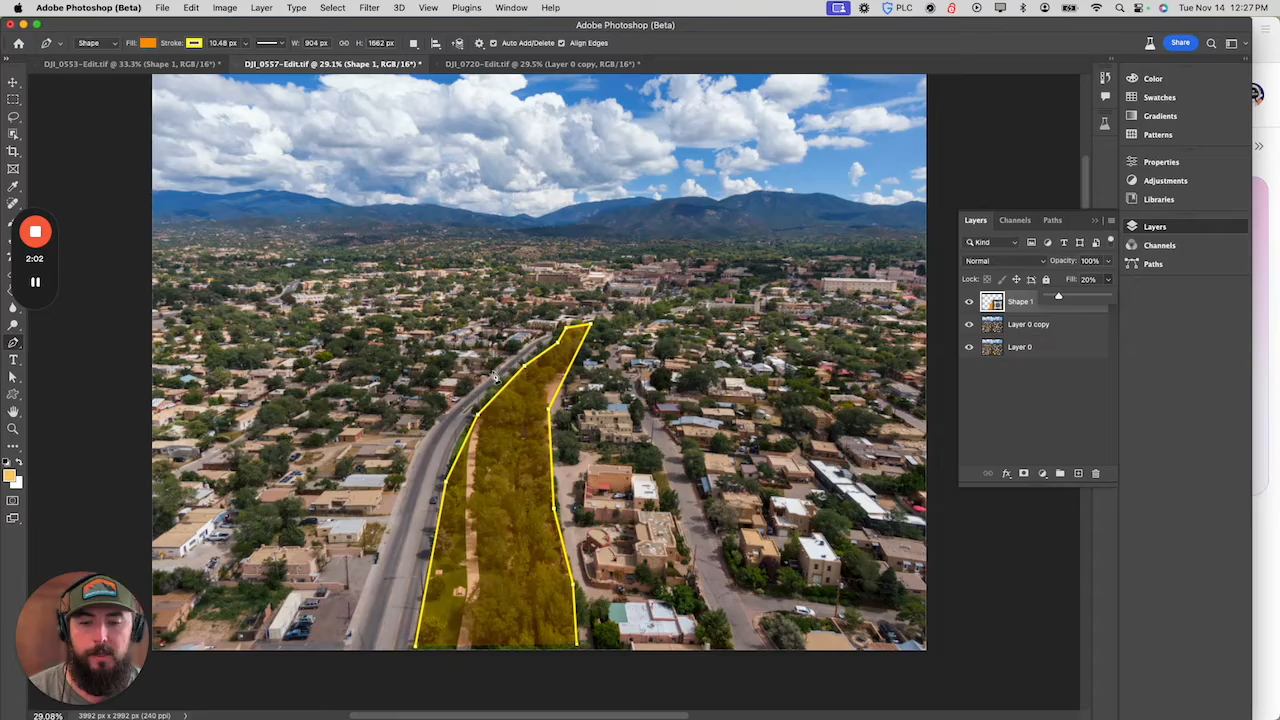 Adobe Photoshop (Beta) File Edit Image Layer Type Select Filter 3D View Plugins Window Help PLC Tue Nov 14 12:27 PM
Adobe Photoshop (Beta)
Shape Fill: Stroke: 10.48 px W: 904 px H: 1662 px Auto Add/Delete Align Edges Share
DJI_0553-Edit.tif @ 33.3% (Shape 1, RGB/16*) * DJI_0557-Edit.tif @ 29.1% (Shape 1, RGB/16*) * DJI_0720-Edit.tif @ 29.5% (Layer 0 copy, RGB/16*) *
Color
Swatches
Gradients
Patterns
Properties
Adjustments
Libraries
Layers
Channels
Paths
Layers Channels Paths
Kind
Normal Opacity: 100%
Lock: Fill: 20%
Shape 1
Layer 0 copy
Layer 0
fx
2:02
29.08% 3992 px x 2992 px (240 ppi)